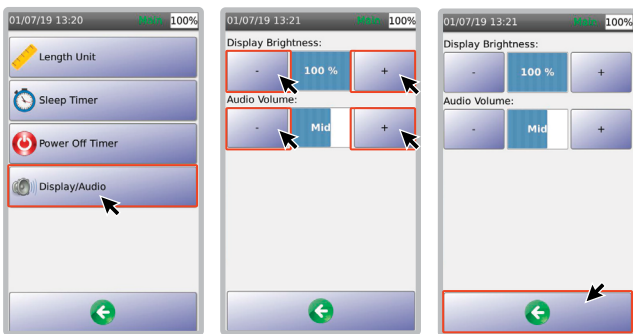 01/07/19 13:20 Main 100%
Length Unit
Sleep Timer
Power Off Timer
Display/Audio
01/07/19 13:21 Main 100%
Display Brightness:
- 100 % +
Audio Volume:
- Mid +
01/07/19 13:21 Main 100%
Display Brightness:
- 100 % +
Audio Volume:
- Mid +